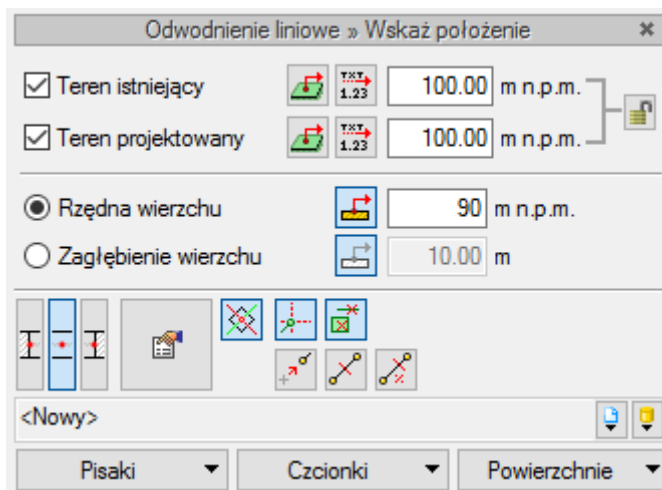 Odwodnienie liniowe » Wskaż położenie
Teren istniejący TXT 1.23 100.00 m n.p.m.
Teren projektowany TXT 1.23 100.00 m n.p.m.
Rzędna wierzchu 90 m n.p.m.
Zagłębienie wierzchu 10.00 m
<Nowy>
Pisaki Czcionki Powierzchnie